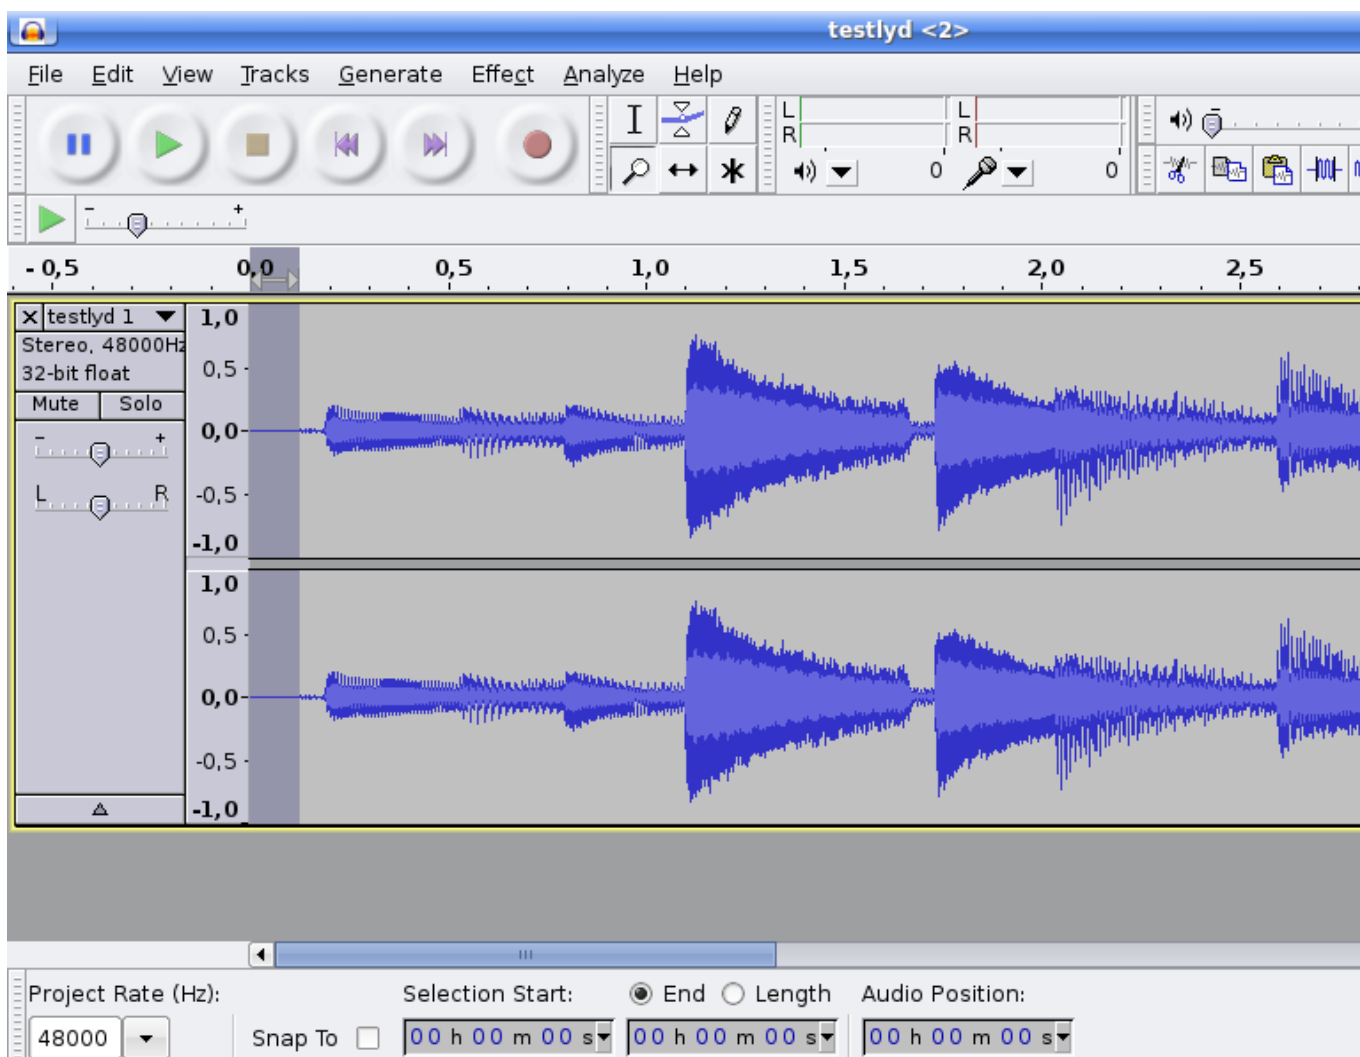 testlyd <2>
File Edit View Tracks Generate Effect Analyze Help
L L
R R
0 0
- +
- 0,5 0,0 0,5 1,0 1,5 2,0 2,5
testlyd 1 1,0
Stereo, 48000Hz
32-bit float 0,5
Mute Solo
- + 0,0
L R -0,5
-1,0
1,0
0,5
0,0
-0,5
-1,0
Project Rate (Hz): Selection Start: End Length Audio Position:
48000 Snap To 00 h 00 m 00 s 00 h 00 m 00 s 00 h 00 m 00 s